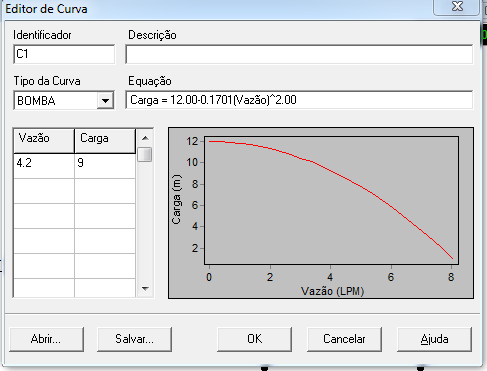 Editor de Curva
Identificador Descrição
C1
Tipo da Curva Equação
BOMBA Carga = 12.00-0.1701(Vazão)^2.00
Vazão Carga
4.2 9
12
10
8
6
4
2
Carga (m)
0 2 4 6 8
Vazão (LPM)
Abrir... Salvar... OK Cancelar Ajuda